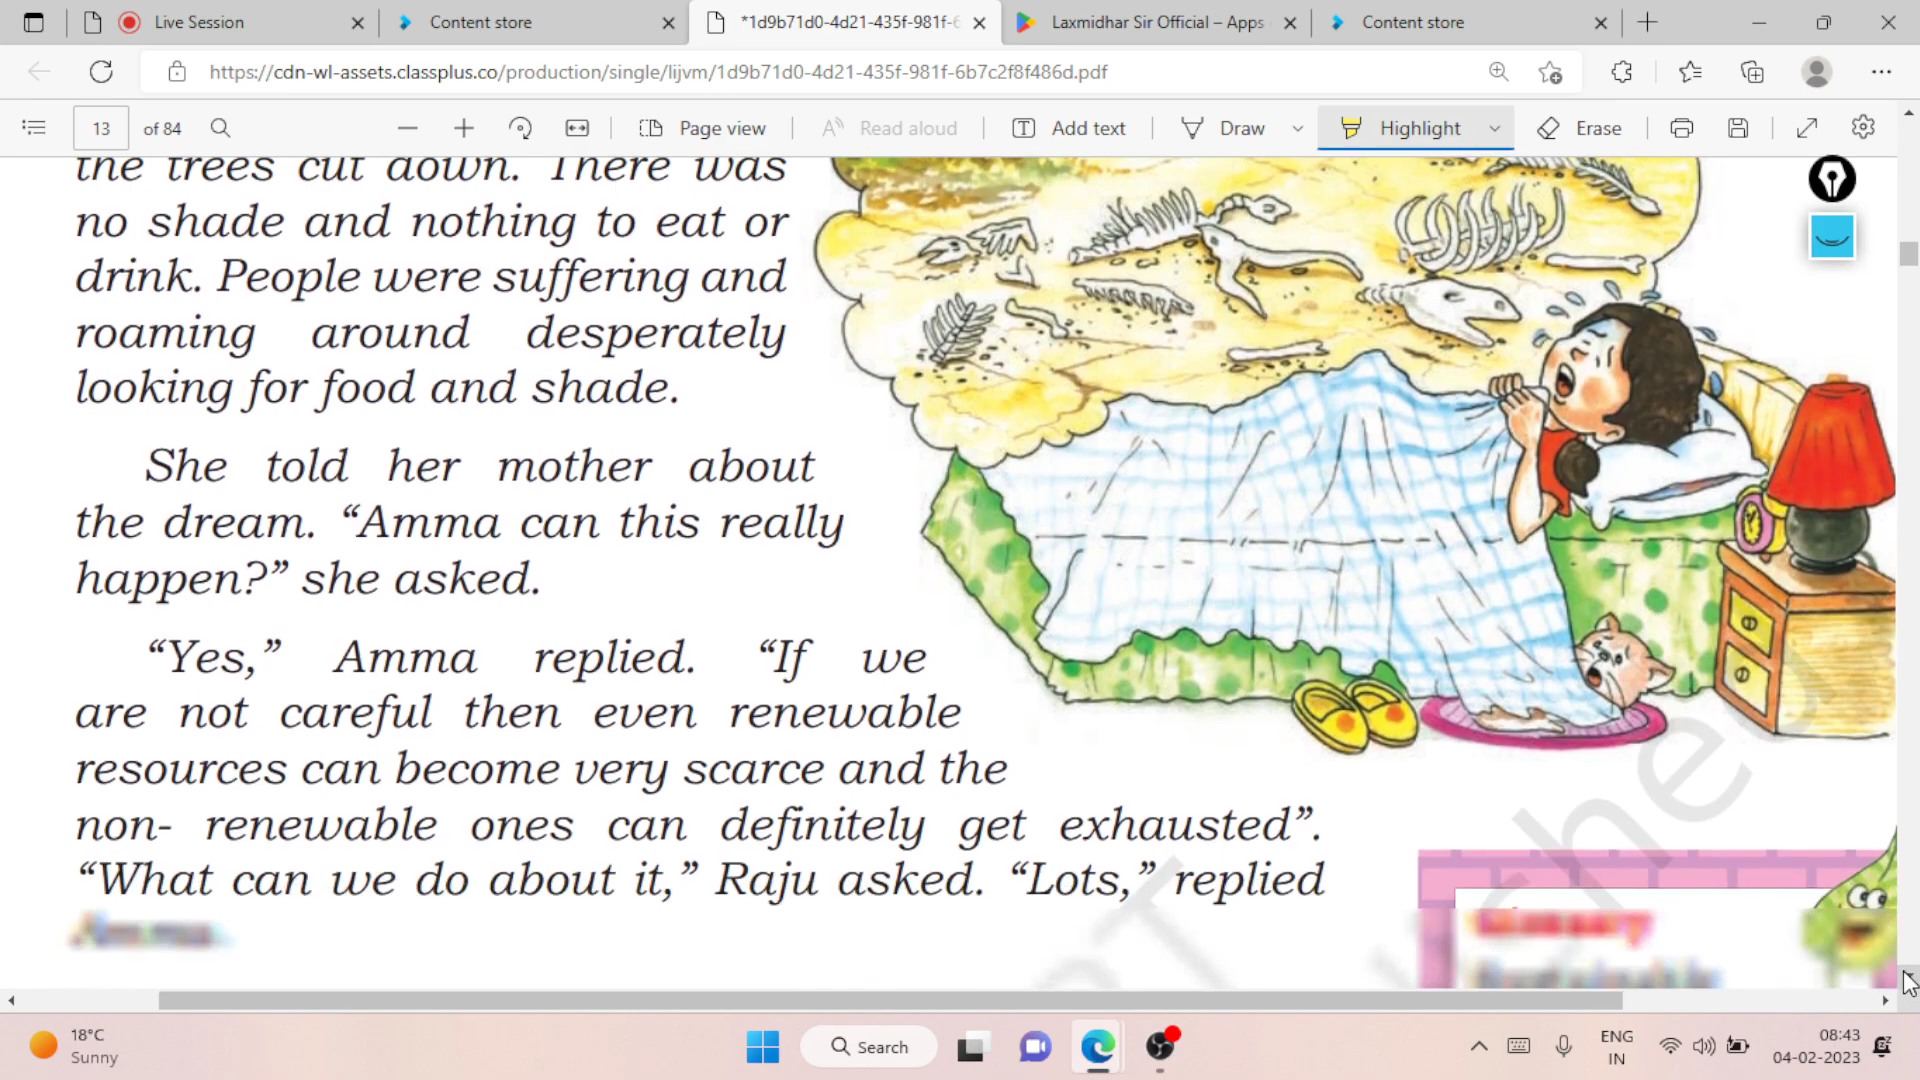 Live Session
Content store
*1d9b71d0-4d21-435f-981f-6
Laxmidhar Sir Official – Apps
Content store
https://cdn-wl-assets.classplus.co/production/single/lijvm/1d9b71d0-4d21-435f-981f-6b7c2f8f486d.pdf
13 of 84
Page view
Read aloud
Add text
Draw
Highlight
Erase
the trees cut down. There was
no shade and nothing to eat or
drink. People were suffering and
roaming around desperately
looking for food and shade.
She told her mother about
the dream. “Amma can this really
happen?” she asked.
“Yes,” Amma replied. “If we
are not careful then even renewable
resources can become very scarce and the
non- renewable ones can definitely get exhausted”.
“What can we do about it,” Raju asked. “Lots,” replied
Amma.
Glossary
18°C
Sunny
Search
ENG
IN
08:43
04-02-2023